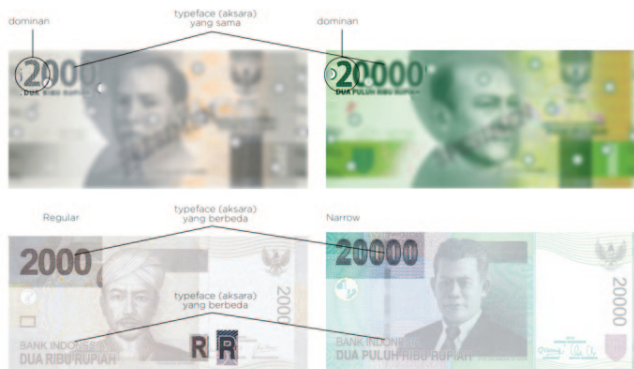 dominan
typeface (aksara)
yang sama
dominan
2000
DUA RIBU RUPIAH
20000
DUA PULUH RIBU RUPIAH
Regular
typeface (aksara)
yang berbeda
Narrow
2000
20000
typeface (aksara)
yang berbeda
2000
20000
BANK INDONESIA
DUA RIBU RUPIAH
R R
BANK INDONESIA
DUA PULUH RIBU RUPIAH